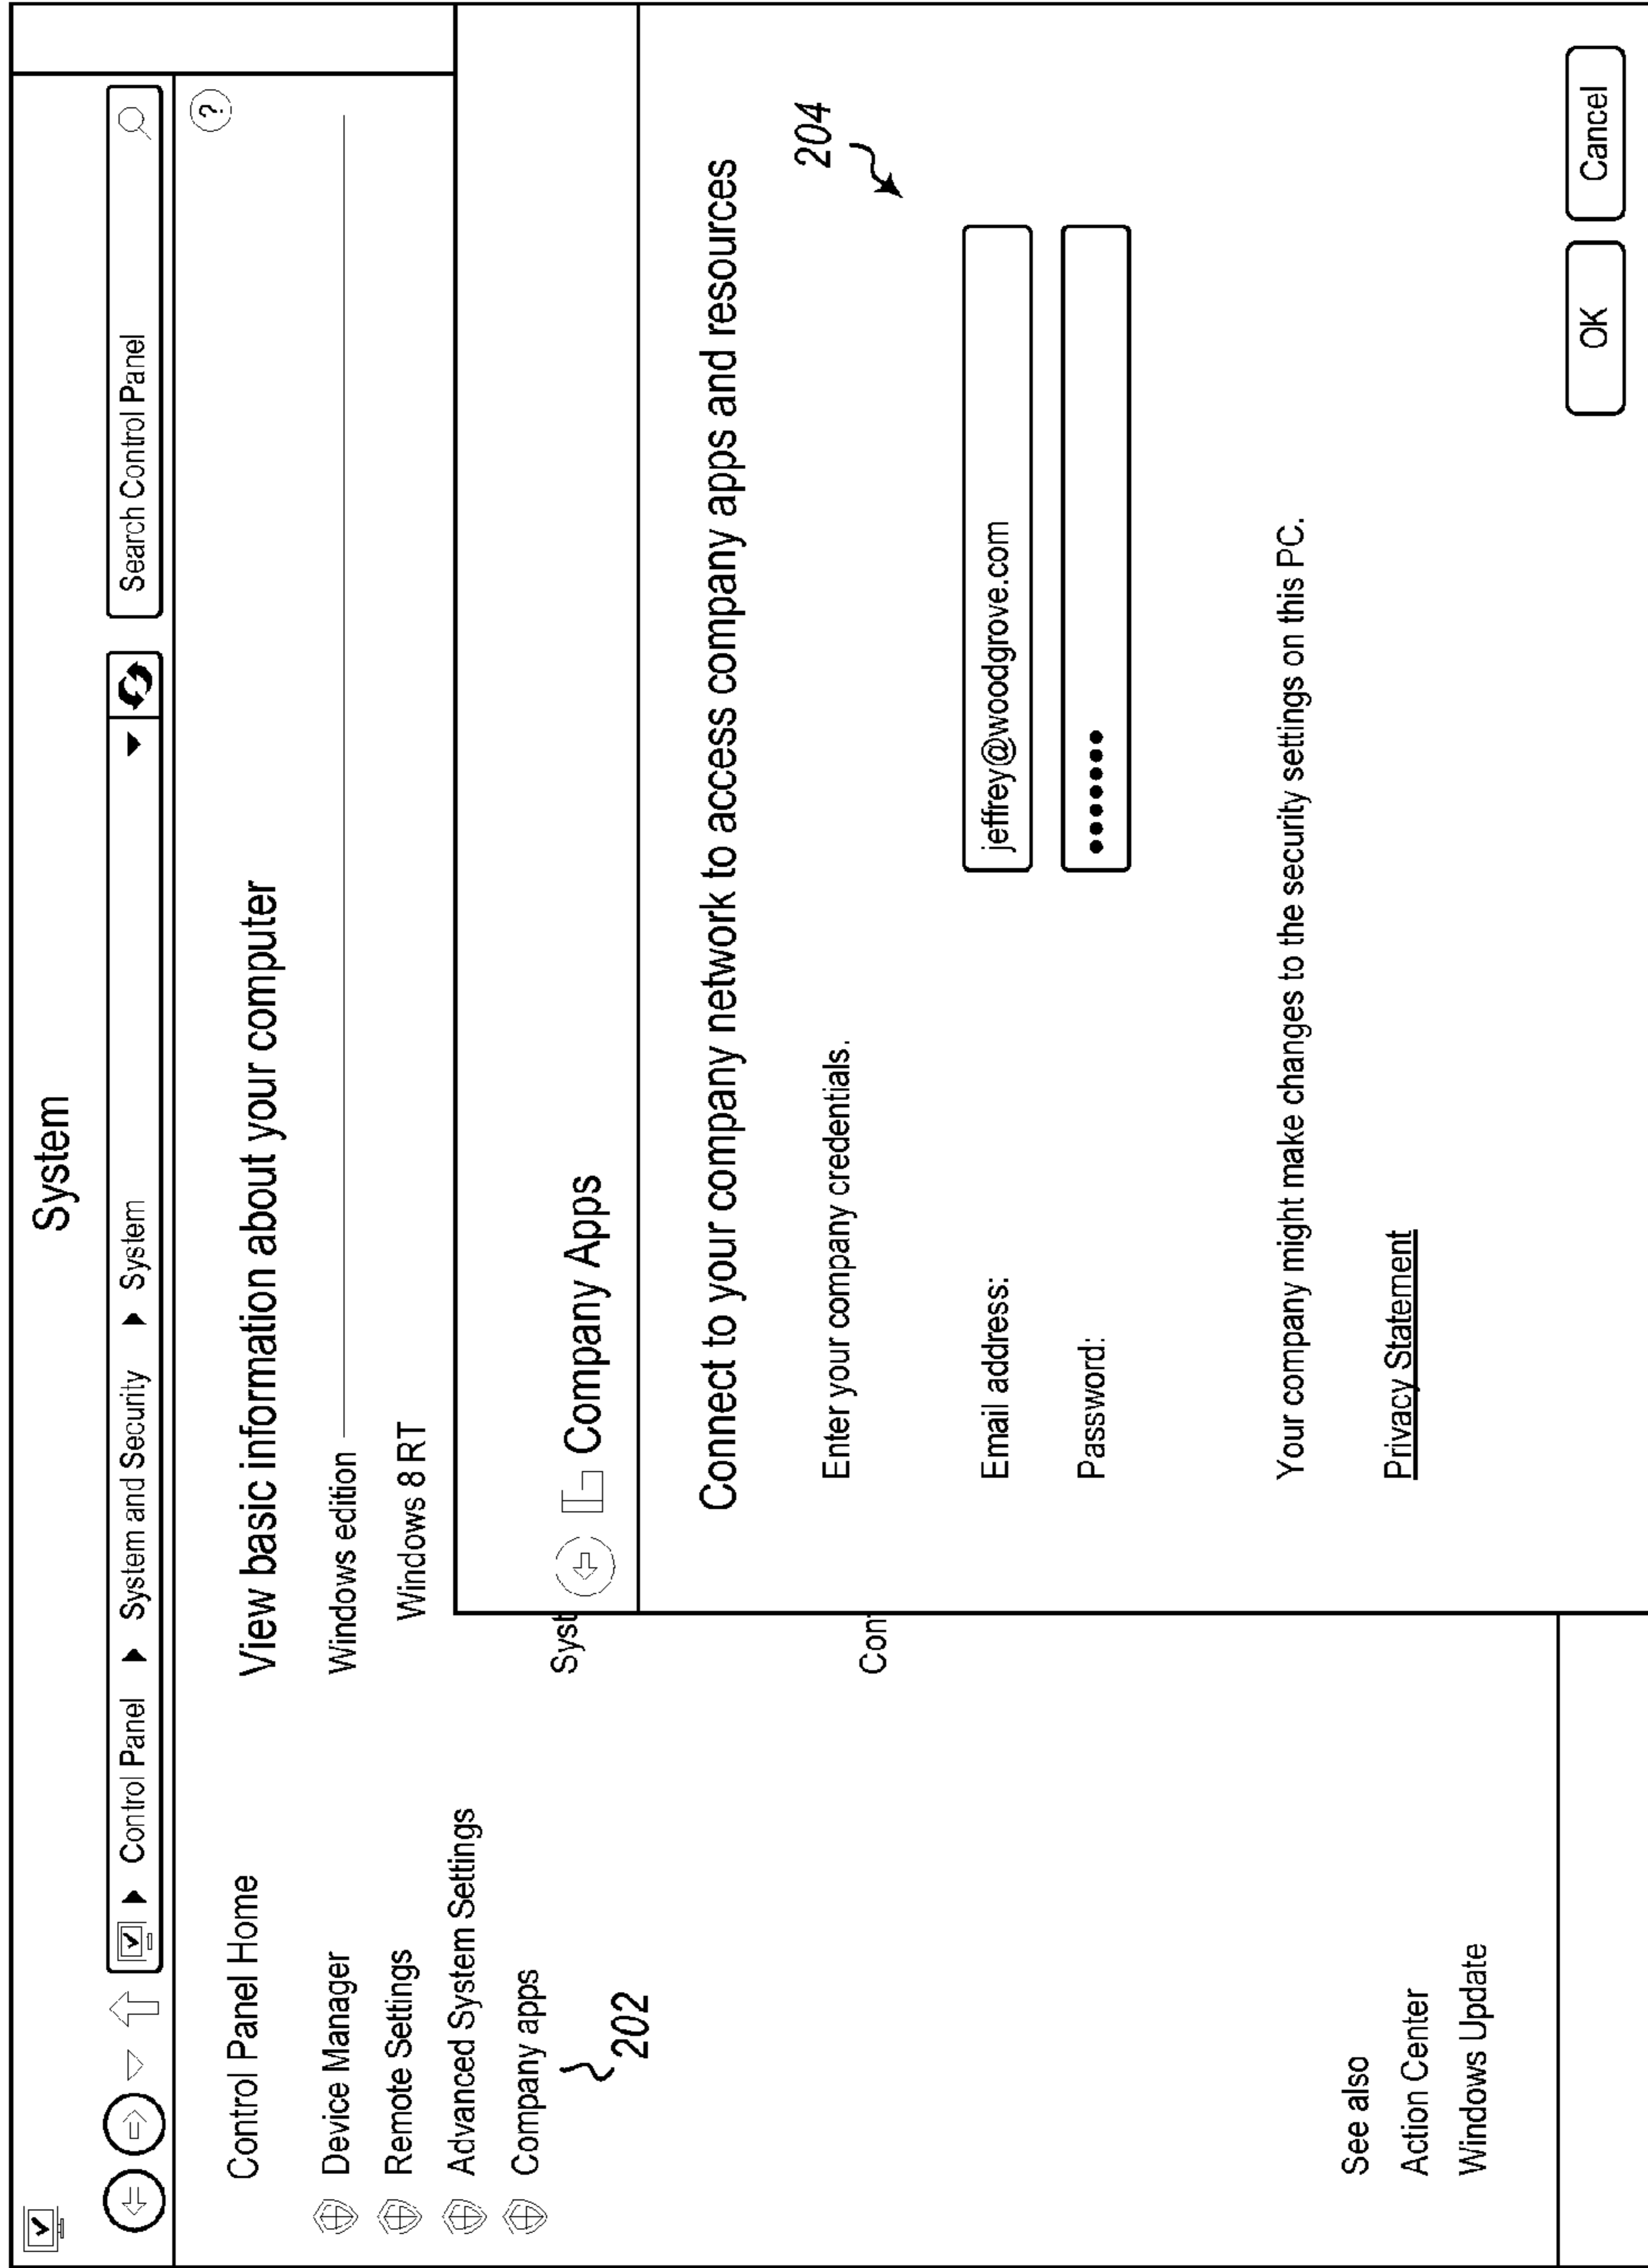 System
Control Panel System and Security System
Search Control Panel
?
Control Panel Home
Device Manager
Remote Settings
Advanced System Settings
Company apps
202
See also
Action Center
Windows Update
View basic information about your computer
Windows edition
Windows 8 RT
Syst
Com
Company Apps
Connect to your company network to access company apps and resources
204
Enter your company credentials.
Email address: jeffrey@woodgrove.com
Password: •••••••
Your company might make changes to the security settings on this PC.
Privacy Statement
OK Cancel